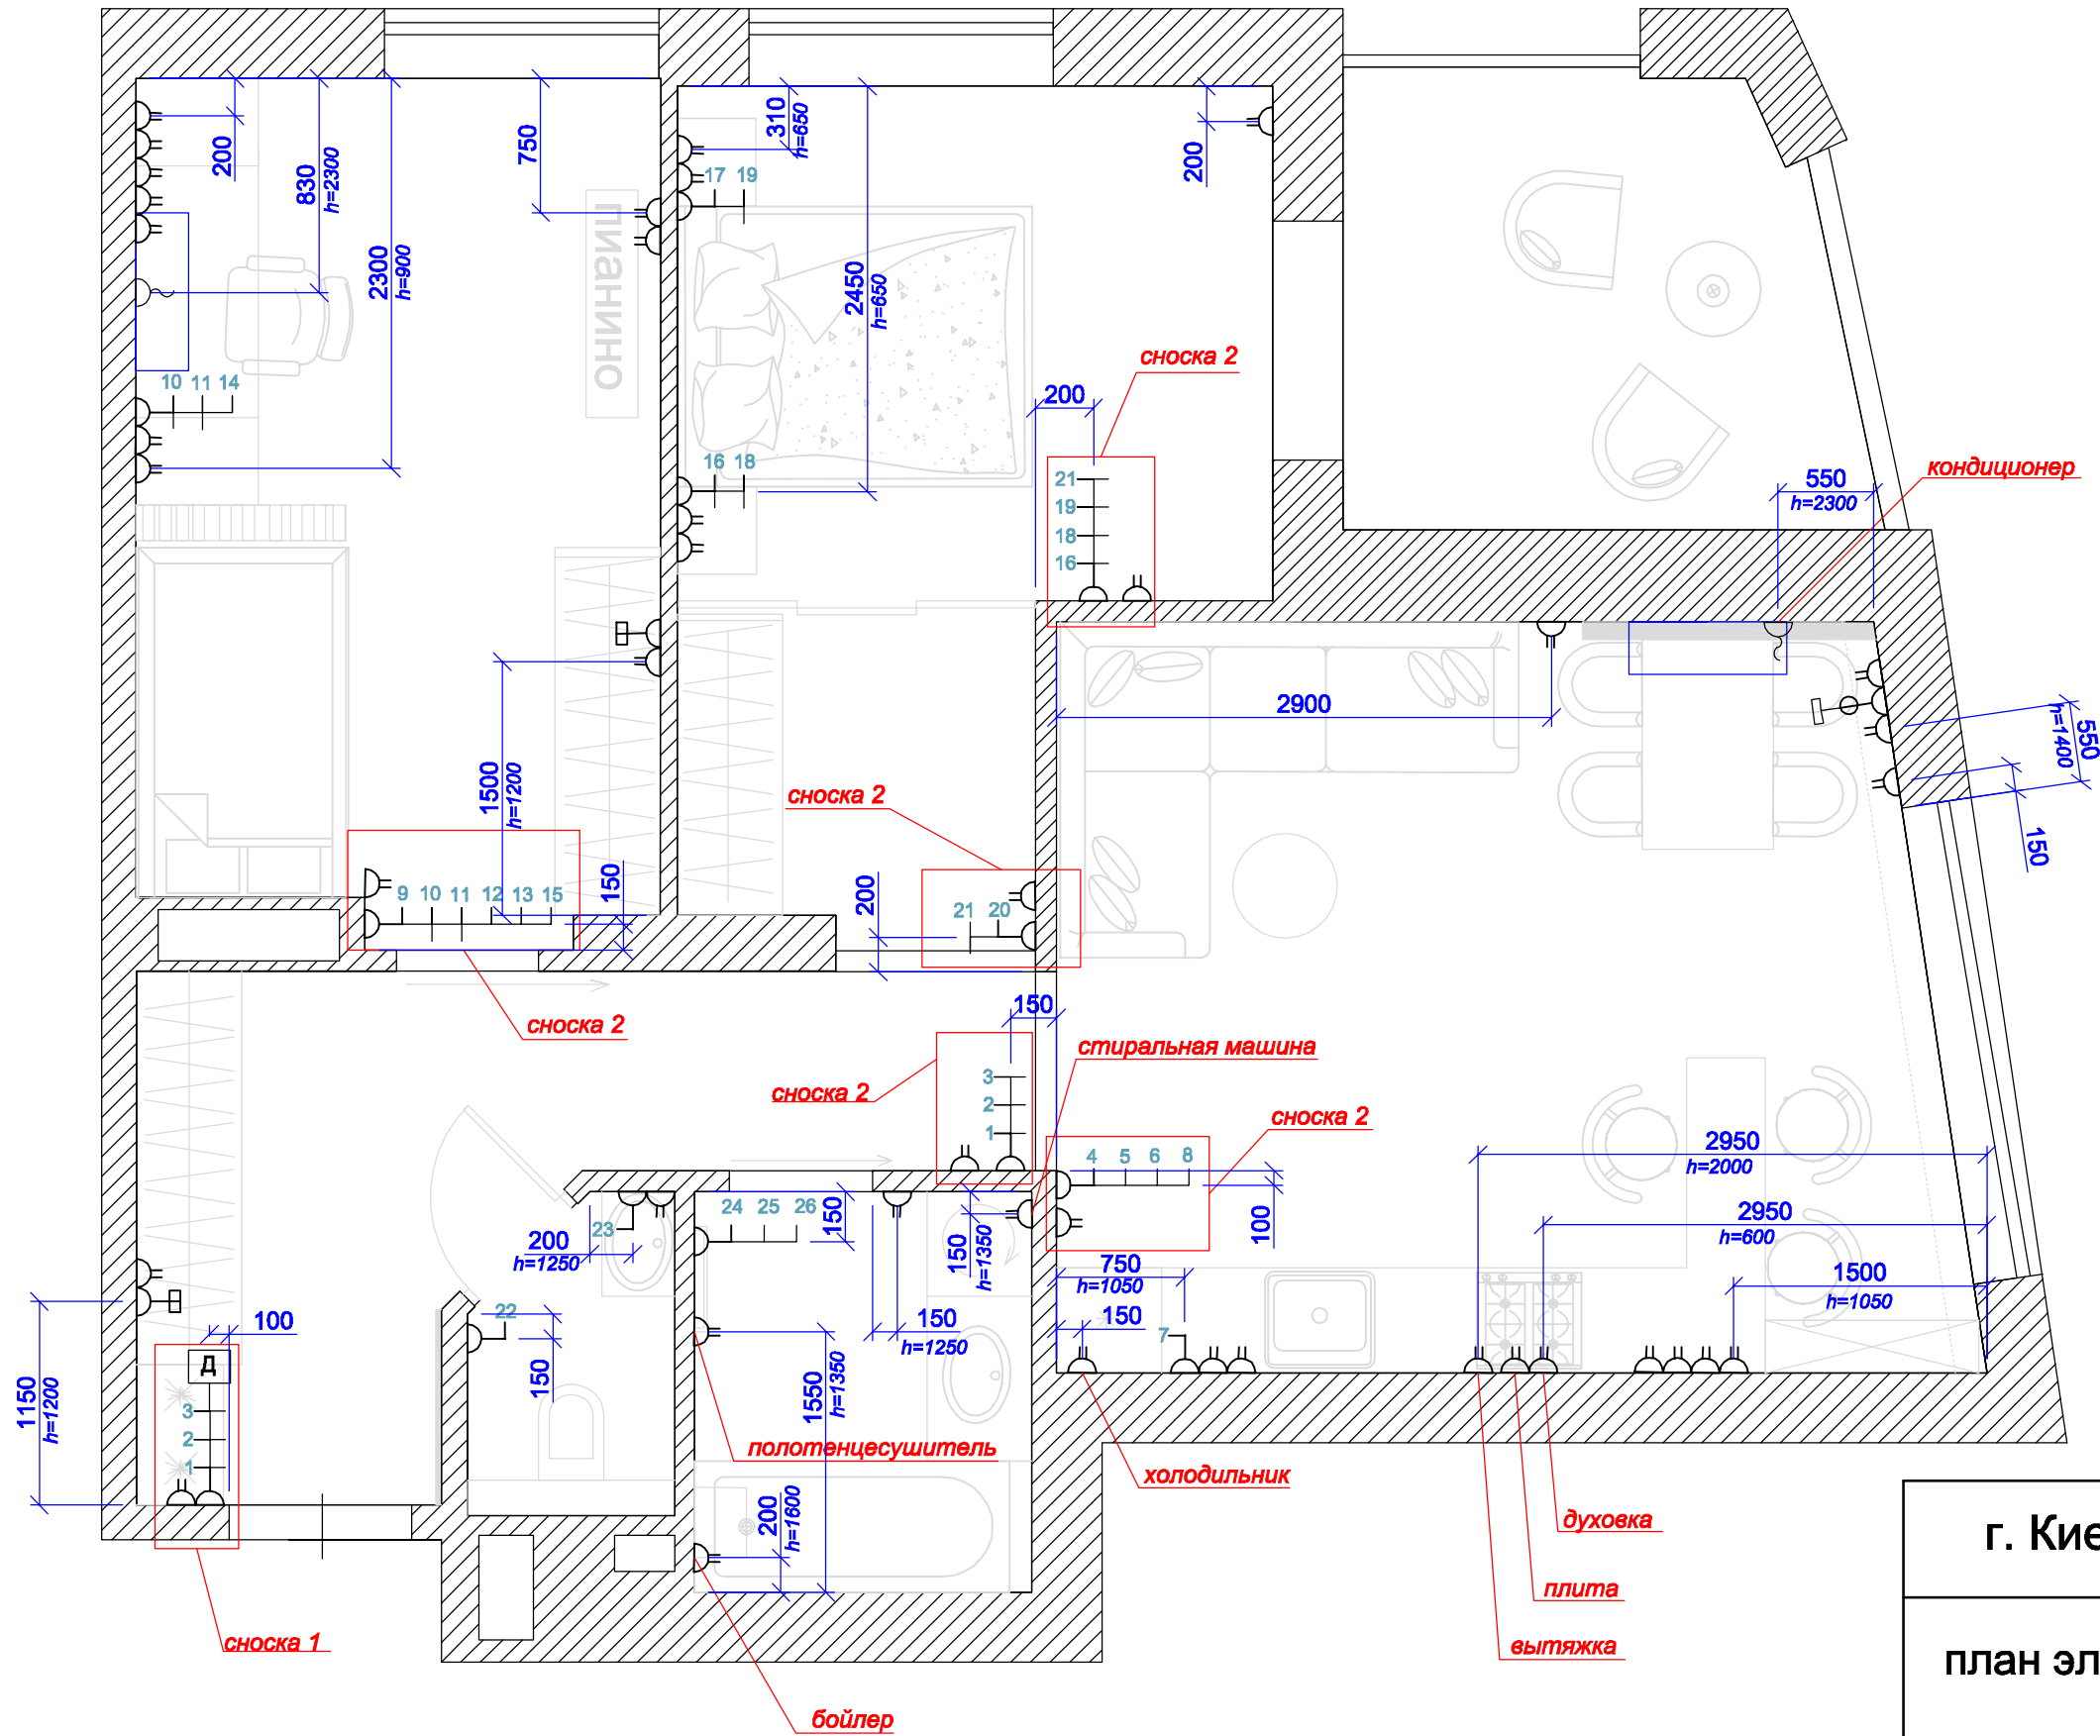 200
830
h=2300
2300
h=900
750
пианино
310
h=650
17 19
2450
h=650
200
10 11 14
16 18
сноска 2
200
21
19
18
16
550
h=2300
кондиционер
2900
550
h=1400
150
1500
h=1200
150
9 10 11 12 13 15
сноска 2
сноска 2
200
21 20
150
сноска 2
3
2
1
стиральная машина
сноска 2
4 5 6 8
100
2950
h=2000
2950
h=600
1500
h=1050
750
h=1050
150
7
23
200
h=1250
24 25 26
150
150
h=1350
150
h=1250
22
150
1550
h=1350
100
Д
3
2
1
1150
h=1200
полотенцесушитель
холодильник
200
h=1600
духовка
плита
вытяжка
сноска 1
бойлер
г. Кие
план эл